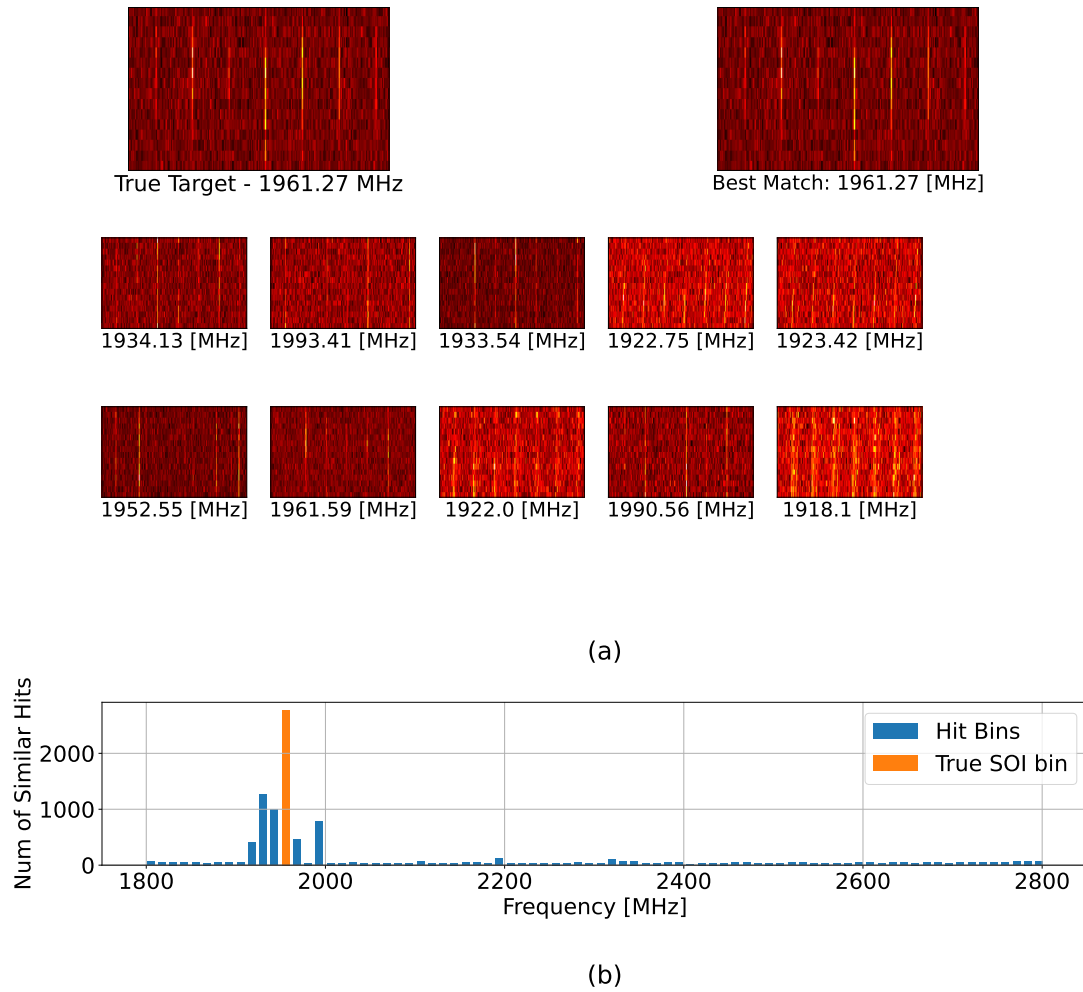 True Target - 1961.27 MHz
Best Match: 1961.27 [MHz]
1934.13 [MHz]
1993.41 [MHz]
1933.54 [MHz]
1922.75 [MHz]
1923.42 [MHz]
1952.55 [MHz]
1961.59 [MHz]
1922.0 [MHz]
1990.56 [MHz]
1918.1 [MHz]
(a)
Num of Similar Hits
2000
1000
0
Hit Bins
True SOI bin
1800
2000
2200
2400
2600
2800
Frequency [MHz]
(b)